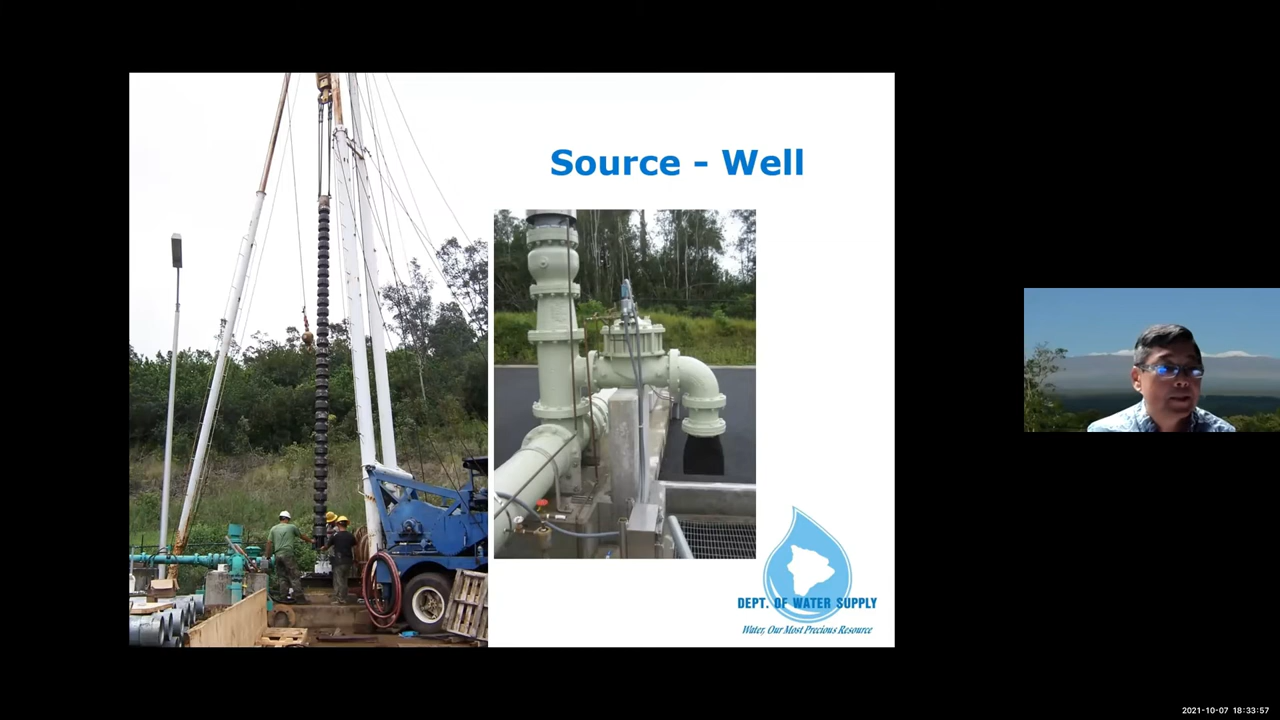 Source - Well
DEPT. OF WATER SUPPLY
Water, Our Most Precious Resource
2021-10-07 18:33:57